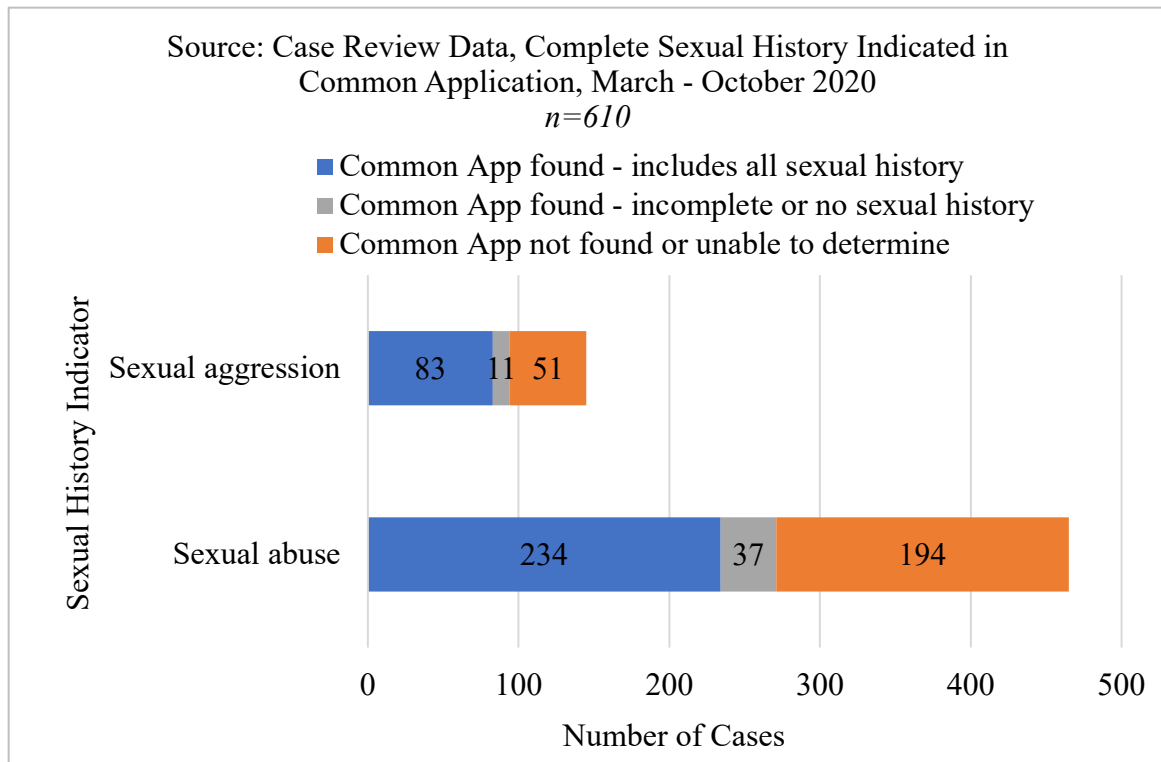 Source: Case Review Data, Complete Sexual History Indicated in
Common Application, March - October 2020
n=610
Common App found - includes all sexual history
Common App found - incomplete or no sexual history
Common App not found or unable to determine
Sexual History Indicator
Sexual aggression
83 11 51
Sexual abuse
234 37 194
0 100 200 300 400 500
Number of Cases